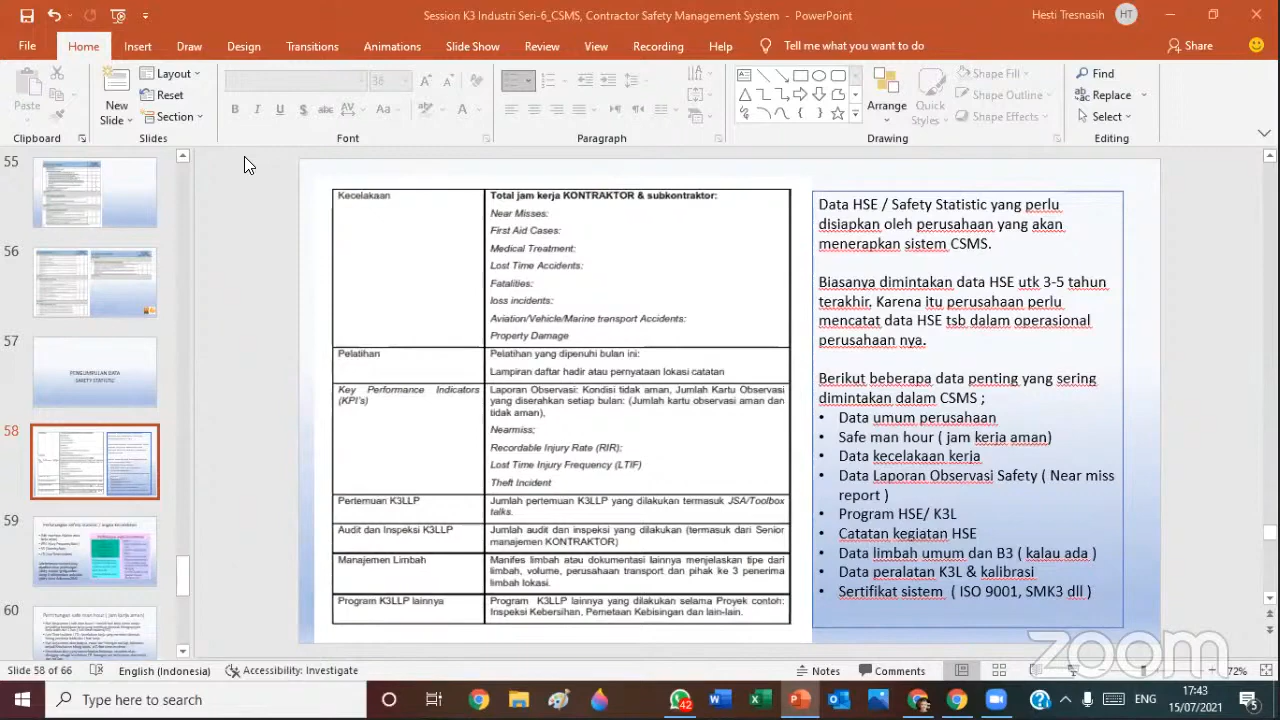 Session K3 Industri Seri-6_CSMS, Contractor Safety Management System - PowerPoint
Hesti Tresnasih
HT
File
Home
Insert
Draw
Design
Transitions
Animations
Slide Show
Review
View
Recording
Help
Tell me what you want to do
Share
Paste
New
Slide
Layout
Reset
Section
36
Arrange
Quick
Styles
Shape Fill
Shape Outline
Shape Effects
Find
Replace
Select
Clipboard
Slides
Font
Paragraph
Drawing
Editing
55
56
57
PENGUMPULAN DATA
SAFETY STATISTIC
58
59
60
Kecelakaan
Total jam kerja KONTRAKTOR & subkontraktor:
Near Misses:
First Aid Cases:
Medical Treatment:
Lost Time Accidents:
Fatalities:
loss incidents:
Aviation/Vehicle/Marine transport Accidents:
Property Damage
Pelatihan
Pelatihan yang dipenuhi bulan ini:
Lampiran daftar hadir atau pernyataan lokasi catatan
Key Performance Indicators
(KPI's)
Laporan Observasi: Kondisi tidak aman, Jumlah Kartu Observasi
yang diserahkan setiap bulan: (Jumlah kartu observasi aman dan
tidak aman),
Nearmiss;
Recordable Injury Rate (RIR);
Lost Time Injury Frequency (LTIF)
Theft Incident
Pertemuan K3LLP
Jumlah pertemuan K3LLP yang dilakukan termasuk JSA/Toolbox
talks.
Audit dan Inspeksi K3LLP
Jumlah audit dan inspeksi yang dilakukan (termasuk dari Senior
manajemen KONTRAKTOR)
Manajemen Limbah
Manifes limbah atau dokumentasi lainnya menjelaskan tipe dari
limbah, volume, perusahaan transport dan pihak ke 3 penerima
limbah lokasi.
Program K3LLP lainnya
Program K3LLP lainnya yang dilakukan selama Proyek contoh:
Inspeksi Kebersihan, Pemetaan Kebisingan dan lain-lain.
Data HSE / Safety Statistic yang perlu
disiapkan oleh perusahaan yang akan
menerapkan sistem CSMS.
Biasanya dimintakan data HSE utk 3-5 tahun
terakhir. Karena itu perusahaan perlu
mencatat data HSE tsb dalam operasional
perusahaan nya.
Berikut beberapa data penting yang sering
dimintakan dalam CSMS ;
• Data umum perusahaan
• Safe man hour ( jam kerja aman)
• Data kecelakaan kerja
• Data Laporan Observasi Safety ( Near miss
report )
• Program HSE/ K3L
• Catatan kegiatan HSE
• Data limbah umum dan B3 ( kalau ada )
• Data peralatan K3L & kalibrasi
• Sertifikat sistem ( ISO 9001, SMK3 dll )
zoom
Slide 58 of 66
English (Indonesia)
Accessibility: Investigate
Notes
Comments
72%
Type here to search
42
ENG
17:43
15/07/2021
5